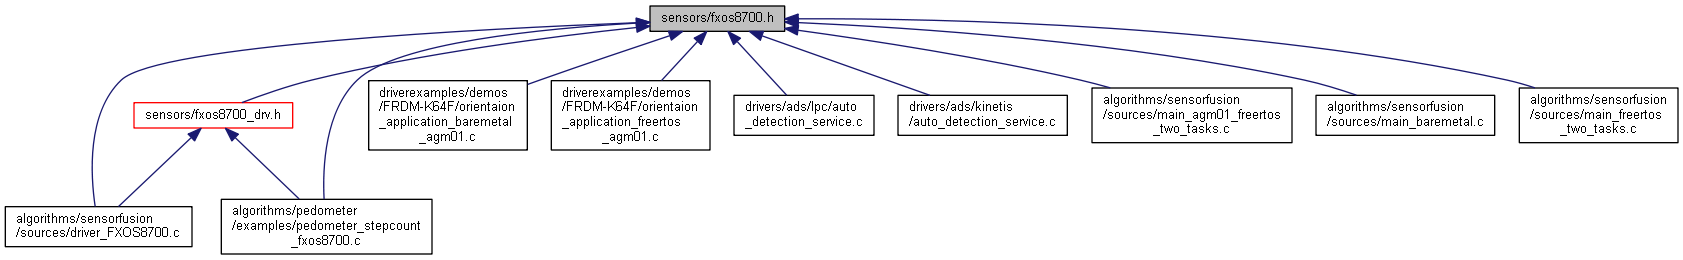 sensors/fxos8700.h
sensors/fxos8700_drv.h
driverexamples/demos
/FRDM-K64F/orientaion
_application_baremetal
_agm01.c
driverexamples/demos
/FRDM-K64F/orientaion
_application_freertos
_agm01.c
drivers/ads/lpc/auto
_detection_service.c
drivers/ads/kinetis
/auto_detection_service.c
algorithms/sensorfusion
/sources/main_agm01_freertos
_two_tasks.c
algorithms/sensorfusion
/sources/main_baremetal.c
algorithms/sensorfusion
/sources/main_freertos
_two_tasks.c
algorithms/sensorfusion
/sources/driver_FXOS8700.c
algorithms/pedometer
/examples/pedometer_stepcount
_fxos8700.c